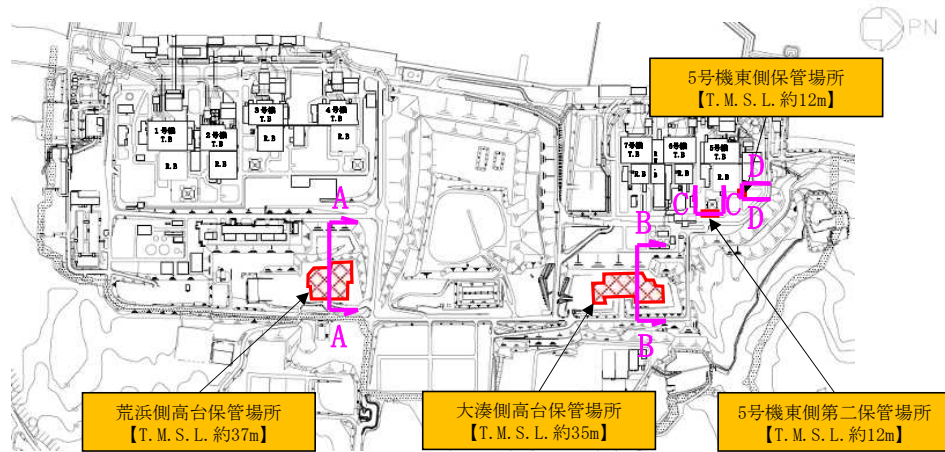 PN
5号機東側保管場所
【T.M.S.L.約12m】
1号機
T.B
R.B
2号機
T.B
R.B
3号機
T.B
R.B
4号機
T.B
R.B
7号機
T.B
R.B
6号機
T.B
R.B
5号機
T.B
R.B
A
A
B
B
C
C
D
D
荒浜側高台保管場所
【T.M.S.L.約37m】
大湊側高台保管場所
【T.M.S.L.約35m】
5号機東側第二保管場所
【T.M.S.L.約12m】